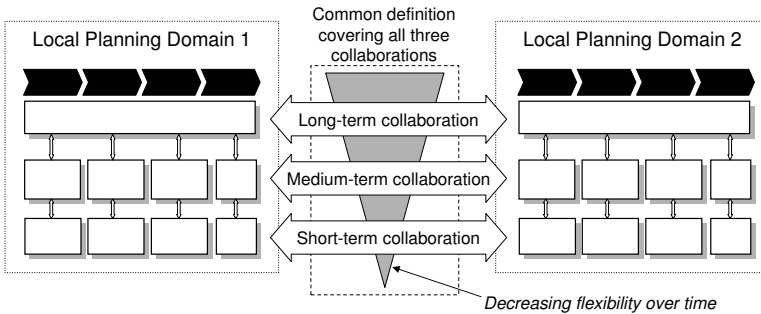 Common definition
covering all three
collaborations
Local Planning Domain 1
Local Planning Domain 2
Long-term collaboration
Medium-term collaboration
Short-term collaboration
Decreasing flexibility over time